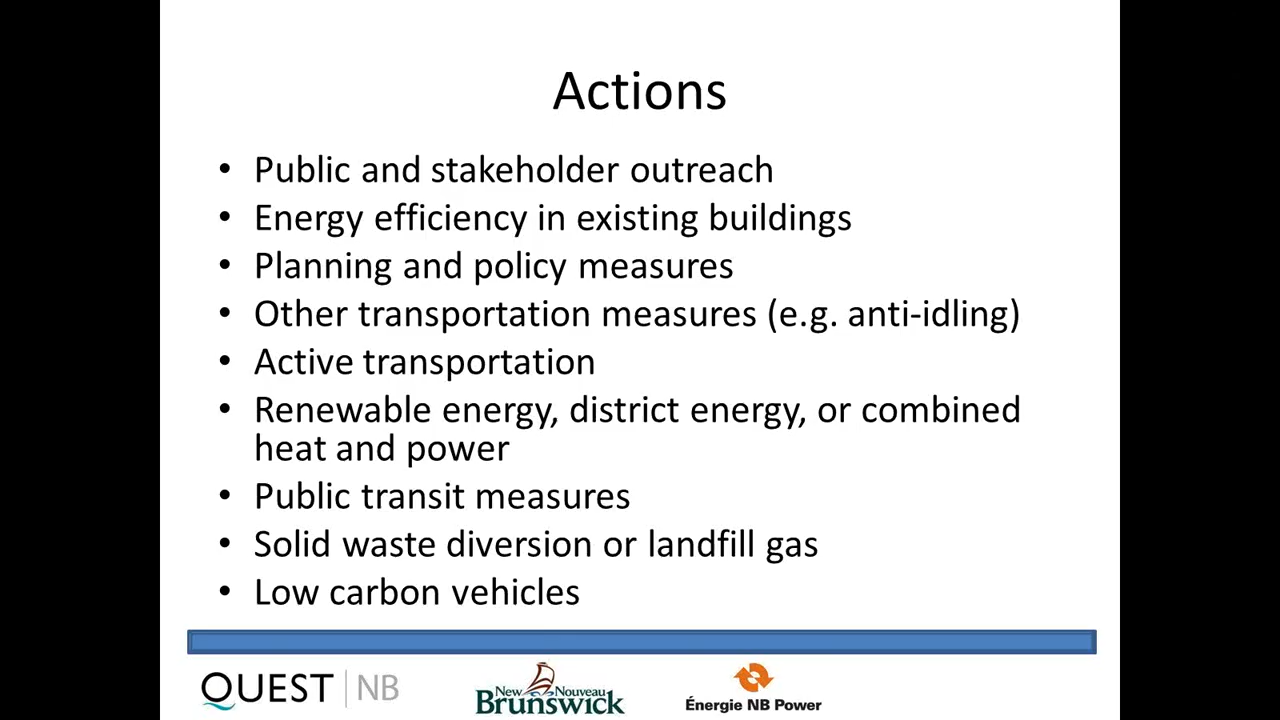 Actions
• Public and stakeholder outreach
• Energy efficiency in existing buildings
• Planning and policy measures
• Other transportation measures (e.g. anti-idling)
• Active transportation
• Renewable energy, district energy, or combined
heat and power
• Public transit measures
• Solid waste diversion or landfill gas
• Low carbon vehicles
QUEST | NB
New Nouveau
Brunswick
Énergie NB Power